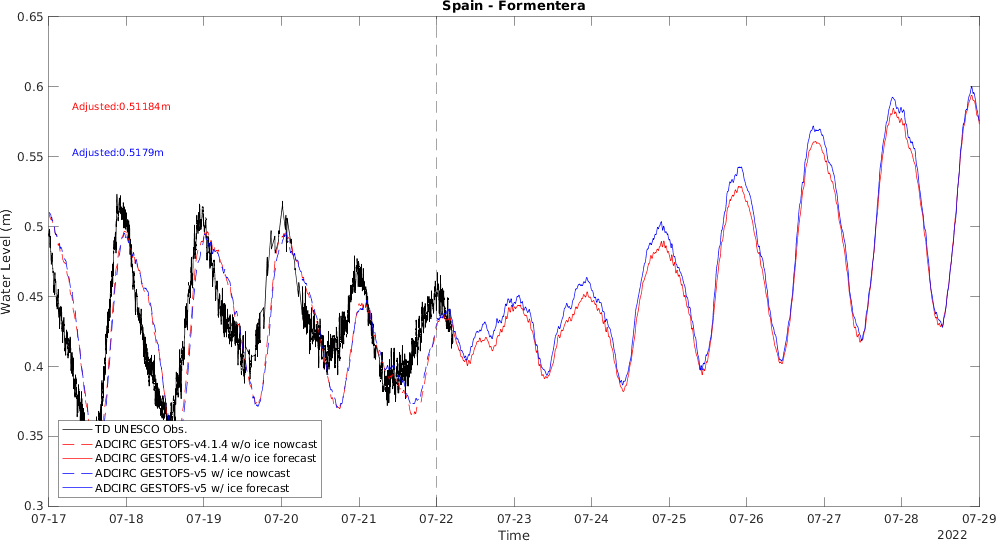 Spain - Formentera
0.65
0.6
0.55
0.5
0.45
0.4
0.35
0.3
Water Level (m)
Adjusted:0.51184m
Adjusted:0.5179m
TD UNESCO Obs.
ADCIRC GESTOFS-v4.1.4 w/o ice nowcast
ADCIRC GESTOFS-v4.1.4 w/o ice forecast
ADCIRC GESTOFS-v5 w/ ice nowcast
ADCIRC GESTOFS-v5 w/ ice forecast
07-17 07-18 07-19 07-20 07-21 07-22 07-23 07-24 07-25 07-26 07-27 07-28 07-29
Time
2022